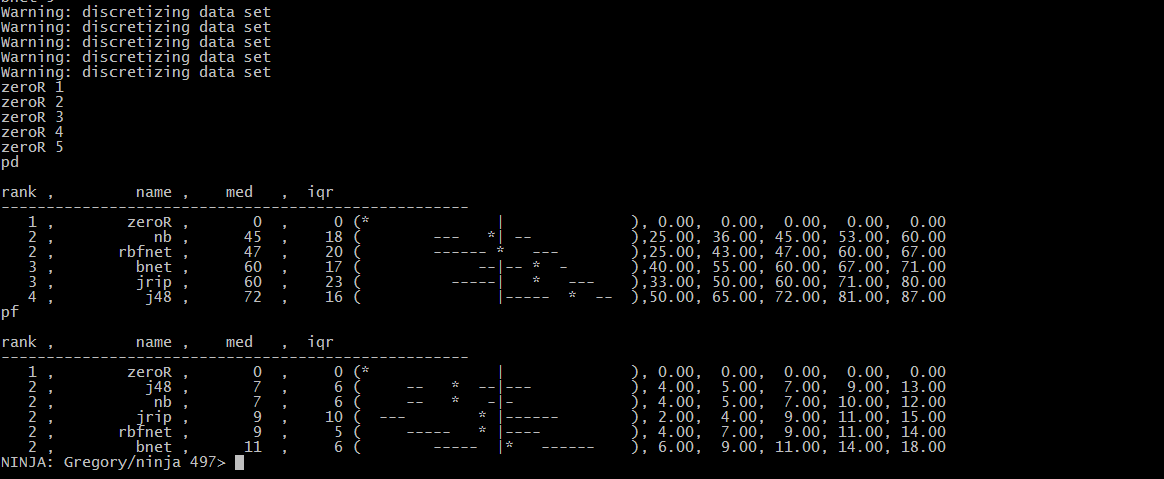 Warning: discretizing data set
Warning: discretizing data set
Warning: discretizing data set
Warning: discretizing data set
Warning: discretizing data set
zeroR 1
zeroR 2
zeroR 3
zeroR 4
zeroR 5
pd
rank ,         name ,    med   ,  iqr
----------------------------------------------------
   1 ,        zeroR ,      0  ,     0 (*              |              ), 0.00,  0.00,  0.00,  0.00,  0.00
   2 ,           nb ,     45  ,    18 (        ---   *| --           ),25.00, 36.00, 45.00, 53.00, 60.00
   2 ,       rbfnet ,     47  ,    20 (        ------ *   ---        ),25.00, 43.00, 47.00, 60.00, 67.00
   3 ,         bnet ,     60  ,    17 (             --|-- *  -       ),40.00, 55.00, 60.00, 67.00, 71.00
   3 ,         jrip ,     60  ,    23 (          -----|   *   ---    ),33.00, 50.00, 60.00, 71.00, 80.00
   4 ,          j48 ,     72  ,    16 (               |-----  *  --  ),50.00, 65.00, 72.00, 81.00, 87.00
pf
rank ,         name ,    med   ,  iqr
----------------------------------------------------
   1 ,        zeroR ,      0  ,     0 (*              |              ), 0.00,  0.00,  0.00,  0.00,  0.00
   2 ,          j48 ,      7  ,     6 (     --   *  --|---           ), 4.00,  5.00,  7.00,  9.00, 13.00
   2 ,           nb ,      7  ,     6 (     --   *   -|-             ), 4.00,  5.00,  7.00, 10.00, 12.00
   2 ,         jrip ,      9  ,    10 (  ---        * |------        ), 2.00,  4.00,  9.00, 11.00, 15.00
   2 ,       rbfnet ,      9  ,     5 (     -----   * |----          ), 4.00,  7.00,  9.00, 11.00, 14.00
   2 ,         bnet ,     11  ,     6 (        -----  |*   ------    ), 6.00,  9.00, 11.00, 14.00, 18.00
NINJA: Gregory/ninja 497>